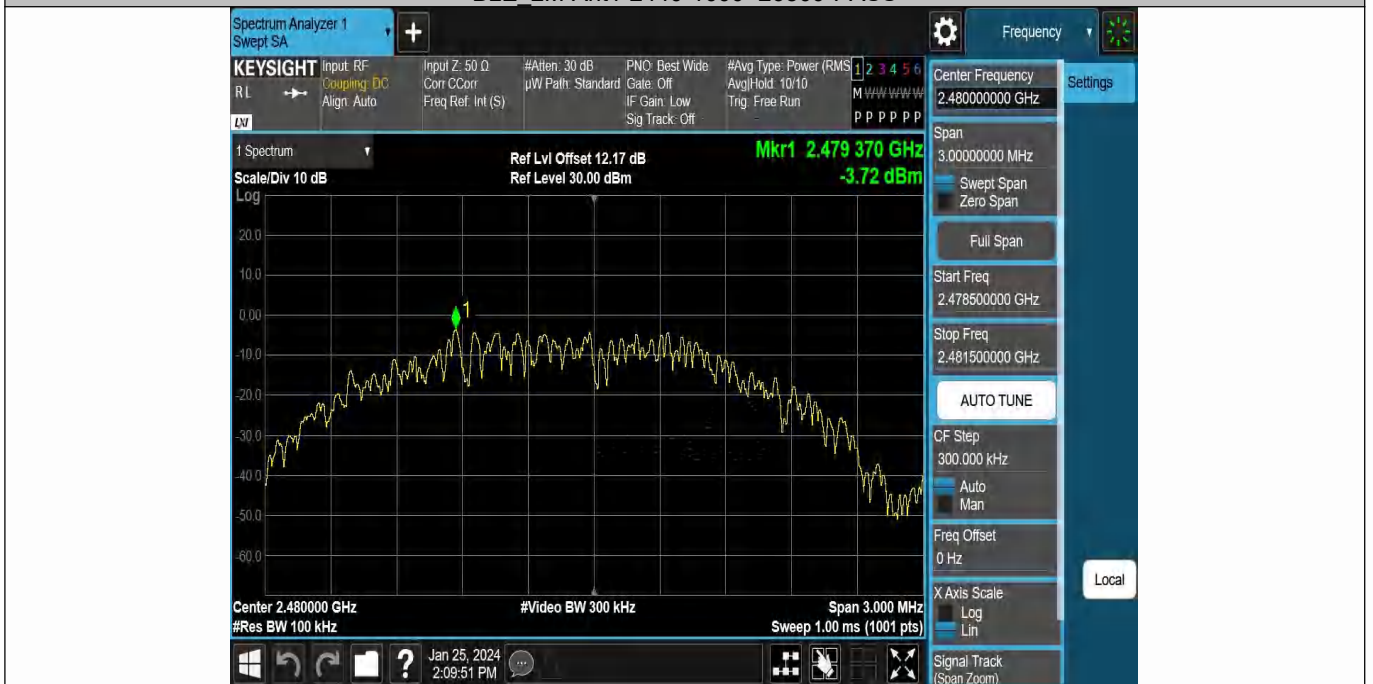 Spectrum Analyzer 1
Swept SA
+
Frequency
KEYSIGHT
RL
LXI
Input: RF
Coupling: DC
Align: Auto
Input Z: 50 Ω
Corr CCorr
Freq Ref: Int (S)
#Atten: 30 dB
µW Path: Standard
PNO: Best Wide
Gate: Off
IF Gain: Low
Sig Track: Off
#Avg Type: Power (RMS
Avg|Hold: 10/10
Trig: Free Run
1 2 3 4 5 6
M W W W W W
P P P P P P
1 Spectrum
Scale/Div 10 dB
Log
Ref Lvl Offset 12.17 dB
Ref Level 30.00 dBm
Mkr1 2.479 370 GHz
-3.72 dBm
20.0
10.0
0.00
-10.0
-20.0
-30.0
-40.0
-50.0
-60.0
1
Center 2.480000 GHz
#Res BW 100 kHz
#Video BW 300 kHz
Span 3.000 MHz
Sweep 1.00 ms (1001 pts)
Jan 25, 2024
2:09:51 PM
Center Frequency
2.480000000 GHz
Settings
Span
3.00000000 MHz
Swept Span
Zero Span
Full Span
Start Freq
2.478500000 GHz
Stop Freq
2.481500000 GHz
AUTO TUNE
CF Step
300.000 kHz
Auto
Man
Freq Offset
0 Hz
Local
X Axis Scale
Log
Lin
Signal Track
(Span Zoom)